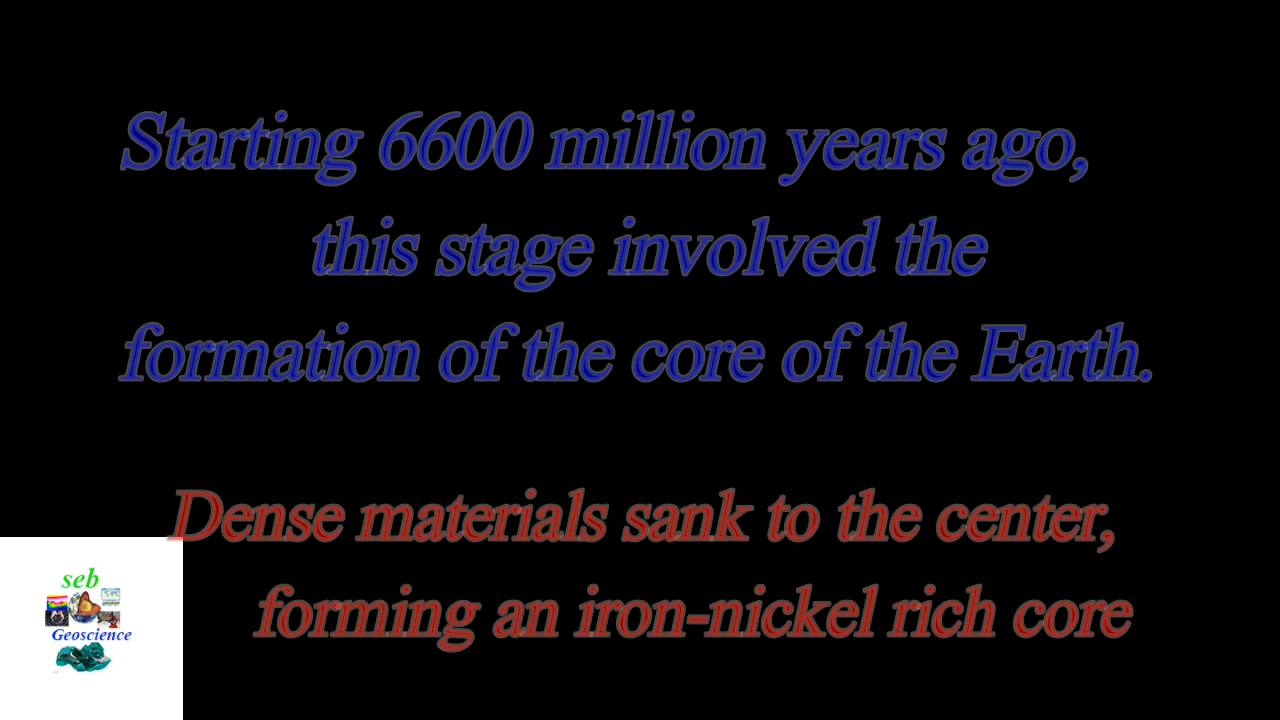 Starting 6600 million years ago,
this stage involved the
formation of the core of the Earth.
Dense materials sank to the center,
forming an iron-nickel rich core
seb
Geoscience